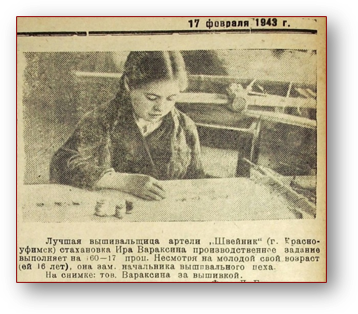 17 февраля 1943 г.
Лучшая вышивальщица артели „Швейник" (г. Красно-
уфимск) стахановка Ира Вараксина производственное задание
выполняет на 160—17 проц. Несмотря на молодой свой возраст
(ей 16 лет), она зам. начальника вышивального цеха.
На снимке: тов. Вараксина за вышивкой.